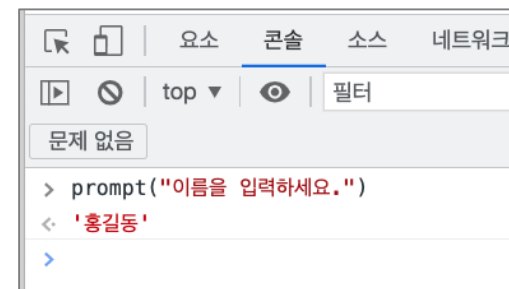 요소 콘솔 소스 네트워크
top ▼ 필터
문제 없음
> prompt("이름을 입력하세요.")
<· '홍길동'
>